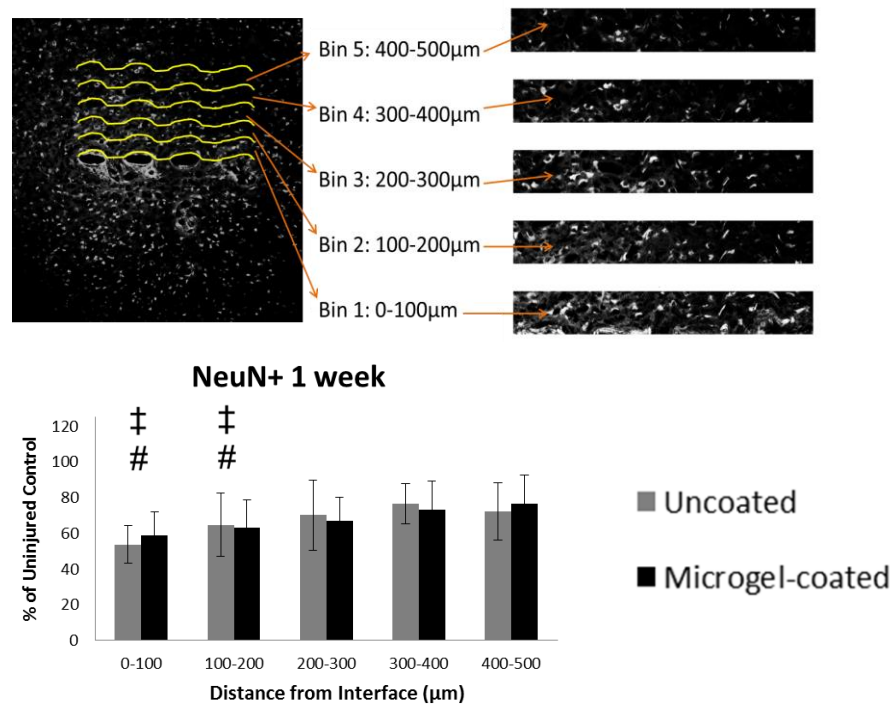 Bin 5: 400-500µm
Bin 4: 300-400µm
Bin 3: 200-300µm
Bin 2: 100-200µm
Bin 1: 0-100µm
NeuN+ 1 week
% of Uninjured Control
120
100
80
60
40
20
0
‡ ‡
# #
0-100 100-200 200-300 300-400 400-500
Distance from Interface (µm)
Uncoated
Microgel-coated